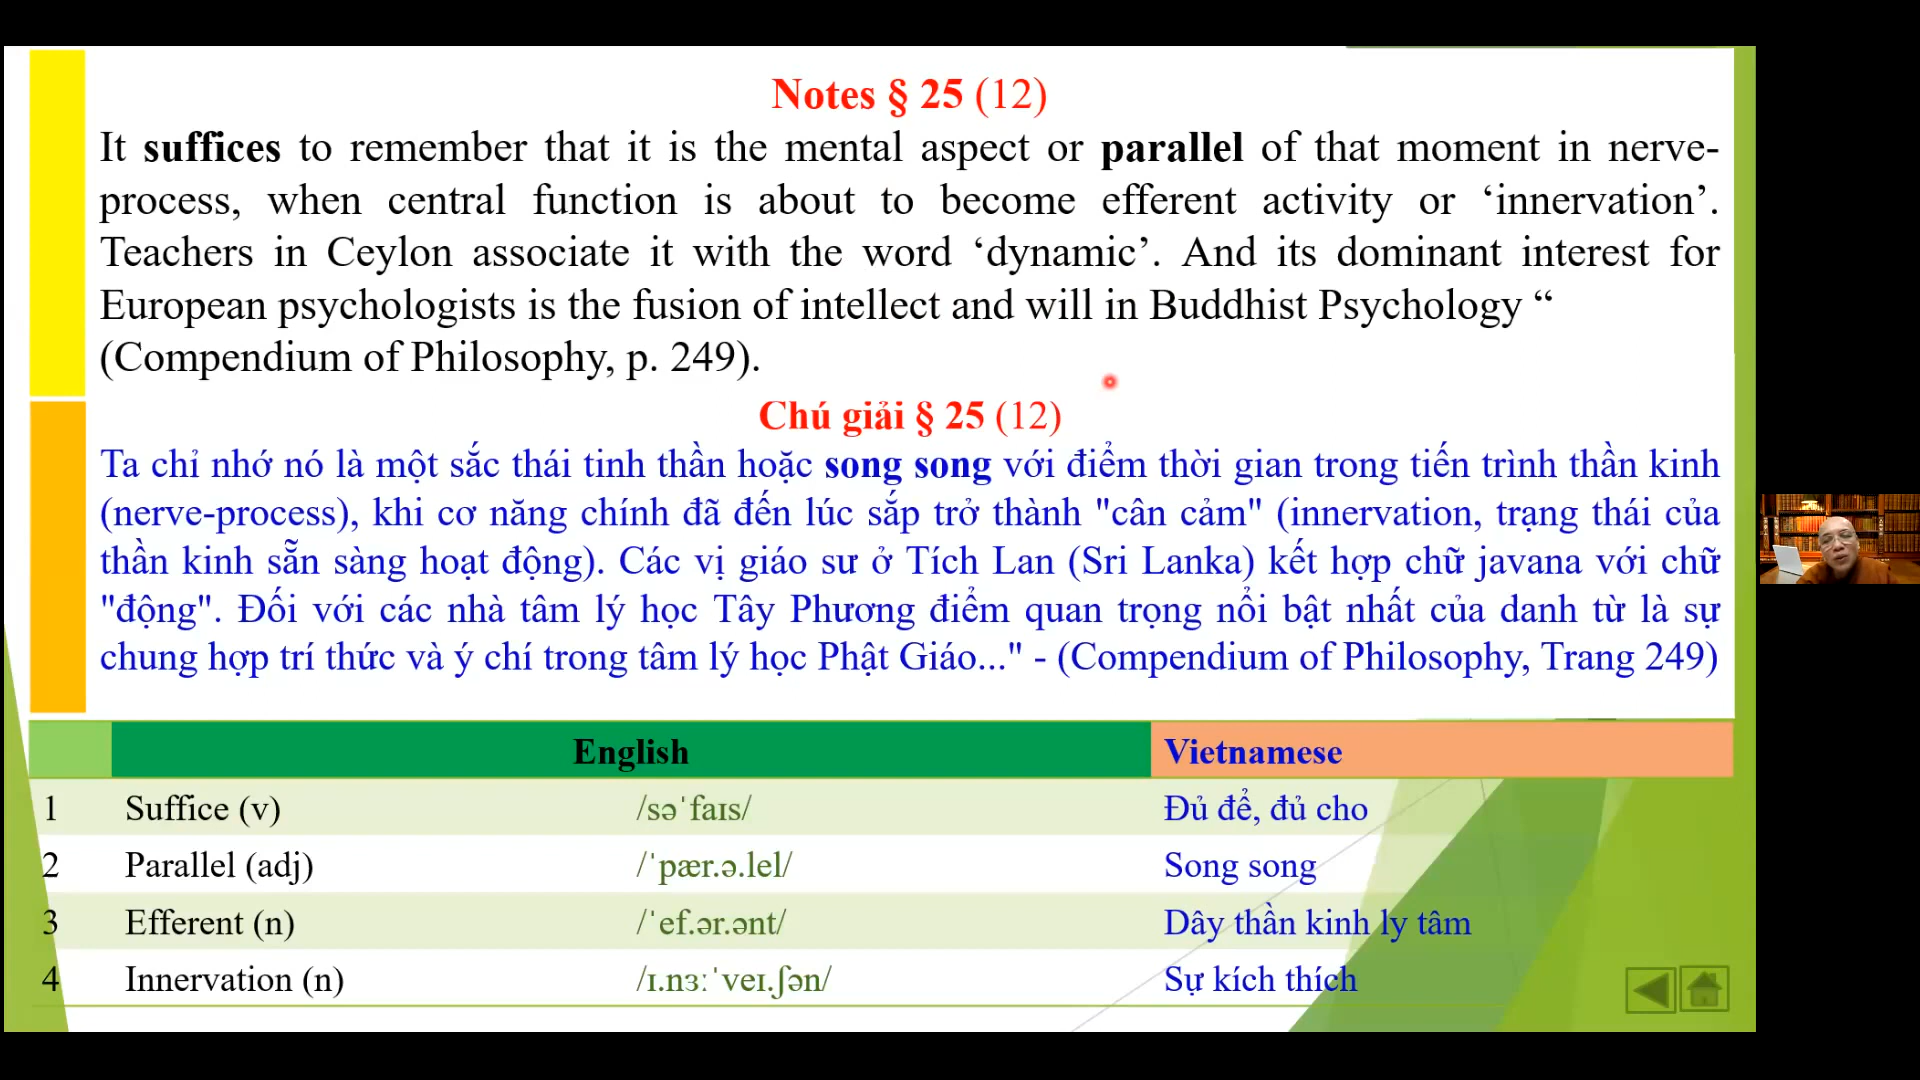 Notes § 25 (12)
It suffices to remember that it is the mental aspect or parallel of that moment in nerve-
process, when central function is about to become efferent activity or ‘innervation’.
Teachers in Ceylon associate it with the word ‘dynamic’. And its dominant interest for
European psychologists is the fusion of intellect and will in Buddhist Psychology “
(Compendium of Philosophy, p. 249).
Chú giải § 25 (12)
Ta chỉ nhớ nó là một sắc thái tinh thần hoặc song song với điểm thời gian trong tiến trình thần kinh
(nerve-process), khi cơ năng chính đã đến lúc sắp trở thành "cân cảm" (innervation, trạng thái của
thần kinh sẵn sàng hoạt động). Các vị giáo sư ở Tích Lan (Sri Lanka) kết hợp chữ javana với chữ
"động". Đối với các nhà tâm lý học Tây Phương điểm quan trọng nổi bật nhất của danh từ là sự
chung hợp trí thức và ý chí trong tâm lý học Phật Giáo..." - (Compendium of Philosophy, Trang 249)
English Vietnamese
1 Suffice (v) /səˈfaɪs/ Đủ để, đủ cho
2 Parallel (adj) /ˈpær.ə.lel/ Song song
3 Efferent (n) /ˈef.ər.ənt/ Dây thần kinh ly tâm
4 Innervation (n) /ɪ.nɜːˈveɪ.ʃən/ Sự kích thích